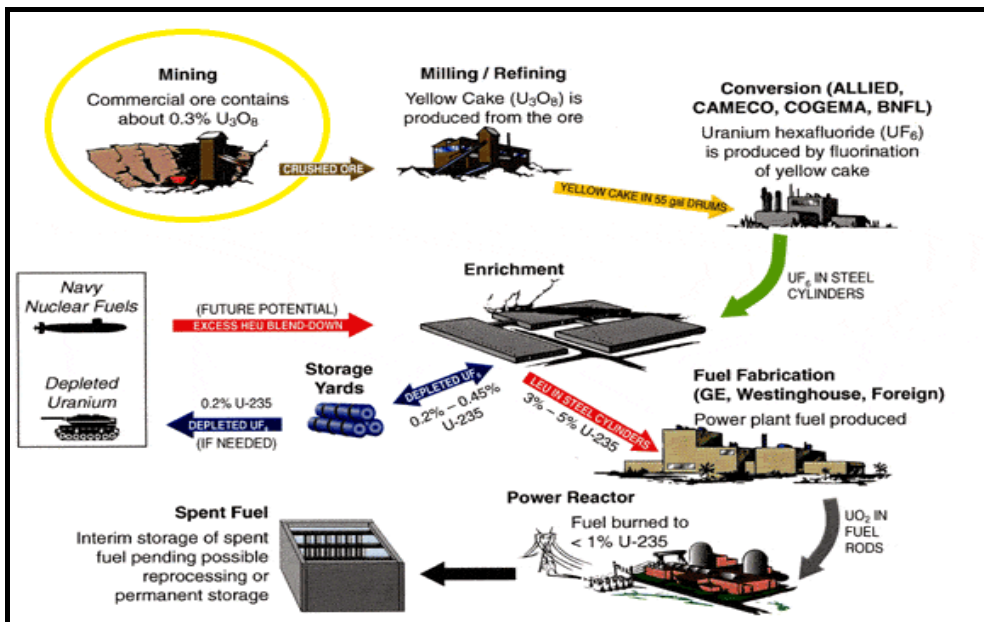 Mining
Commercial ore contains
about 0.3% U₃O₈
CRUSHED ORE
Milling / Refining
Yellow Cake (U₃O₈) is
produced from the ore
YELLOW CAKE IN 55 gal DRUMS
Conversion (ALLIED,
CAMECO, COGEMA, BNFL)
Uranium hexafluoride (UF₆)
is produced by fluorination
of yellow cake
UF₆ IN STEEL
CYLINDERS
Enrichment
Navy
Nuclear Fuels
(FUTURE POTENTIAL)
EXCESS HEU BLEND-DOWN
Depleted
Uranium
0.2% U-235
DEPLETED UF₆
(IF NEEDED)
Storage
Yards
DEPLETED UF₆
0.2% – 0.45%
U-235
LEU IN STEEL CYLINDERS
3% – 5% U-235
Fuel Fabrication
(GE, Westinghouse, Foreign)
Power plant fuel produced
UO₂ IN
FUEL
RODS
Power Reactor
Fuel burned to
< 1% U-235
Spent Fuel
Interim storage of spent
fuel pending possible
reprocessing or
permanent storage